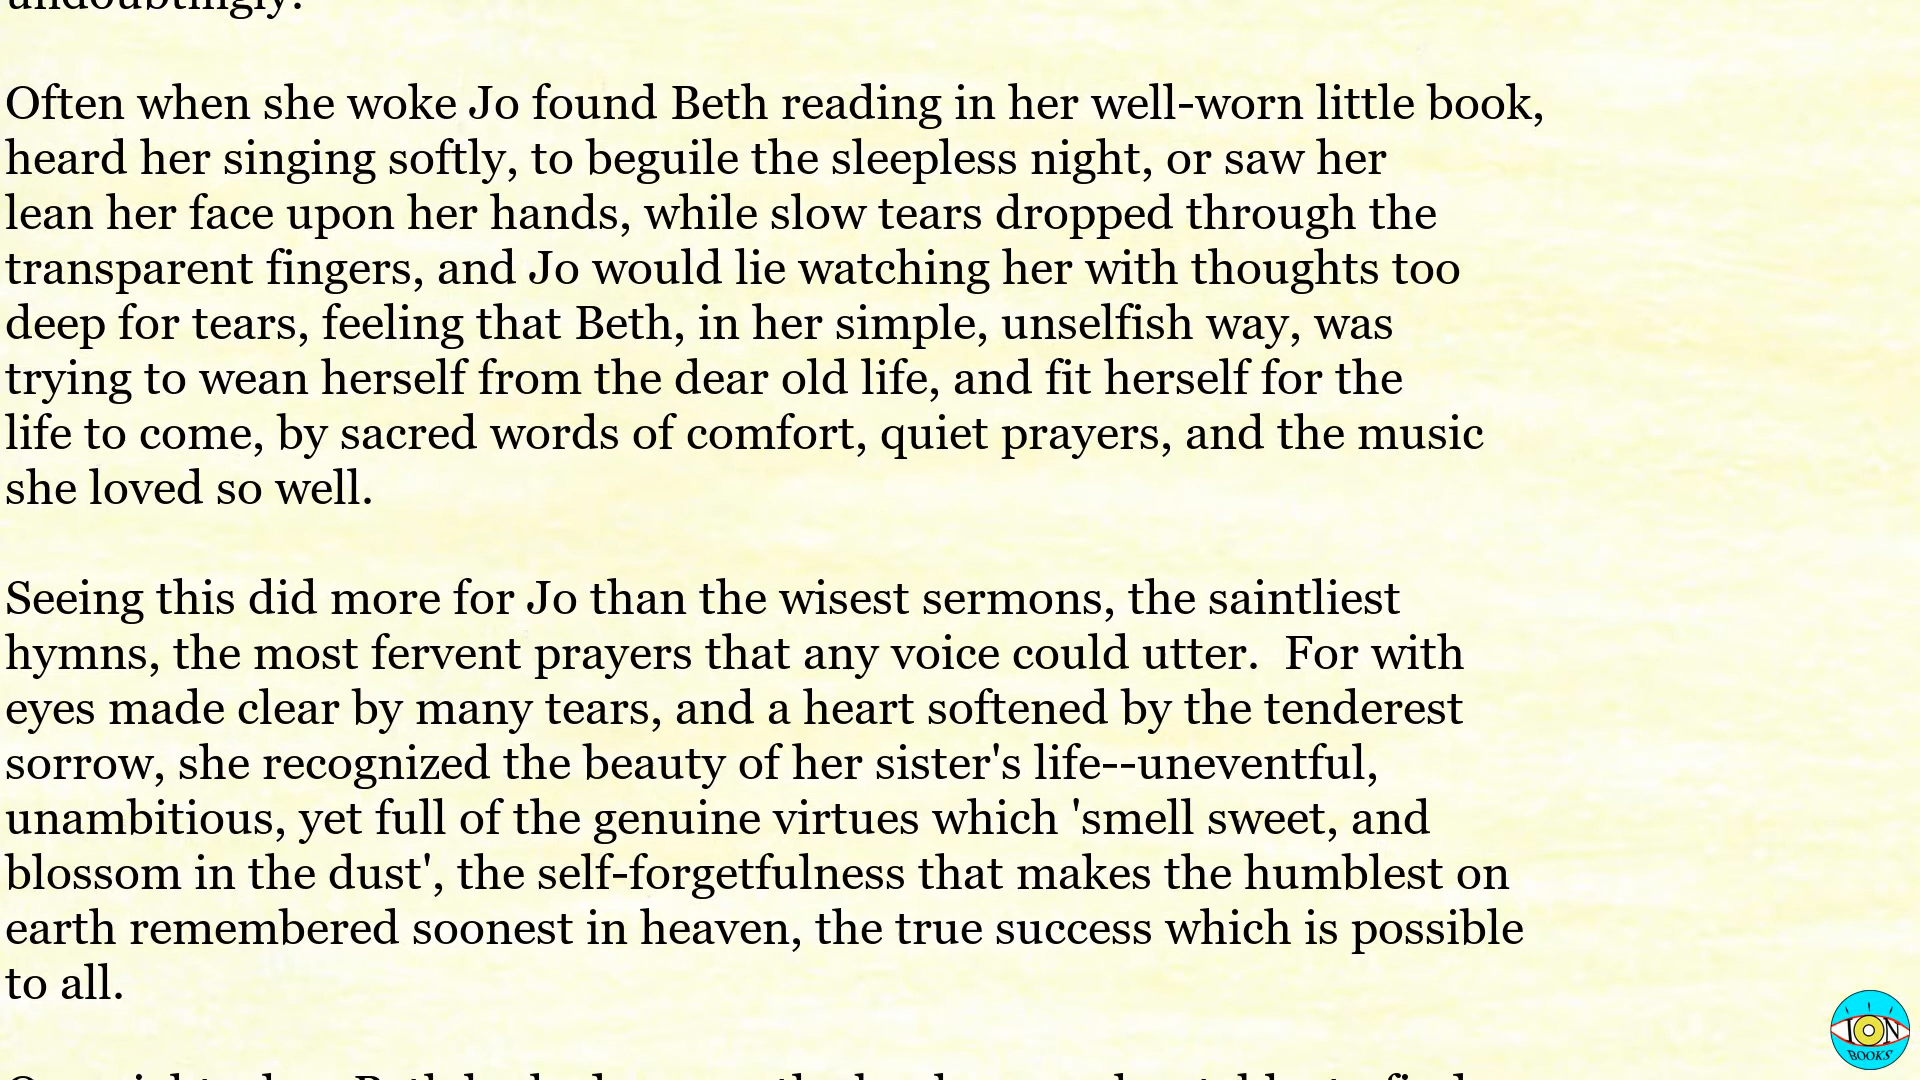 undoubtingly.
Often when she woke Jo found Beth reading in her well-worn little book,
heard her singing softly, to beguile the sleepless night, or saw her
lean her face upon her hands, while slow tears dropped through the
transparent fingers, and Jo would lie watching her with thoughts too
deep for tears, feeling that Beth, in her simple, unselfish way, was
trying to wean herself from the dear old life, and fit herself for the
life to come, by sacred words of comfort, quiet prayers, and the music
she loved so well.
Seeing this did more for Jo than the wisest sermons, the saintliest
hymns, the most fervent prayers that any voice could utter.  For with
eyes made clear by many tears, and a heart softened by the tenderest
sorrow, she recognized the beauty of her sister's life--uneventful,
unambitious, yet full of the genuine virtues which 'smell sweet, and
blossom in the dust', the self-forgetfulness that makes the humblest on
earth remembered soonest in heaven, the true success which is possible
to all.
ION
BOOKS